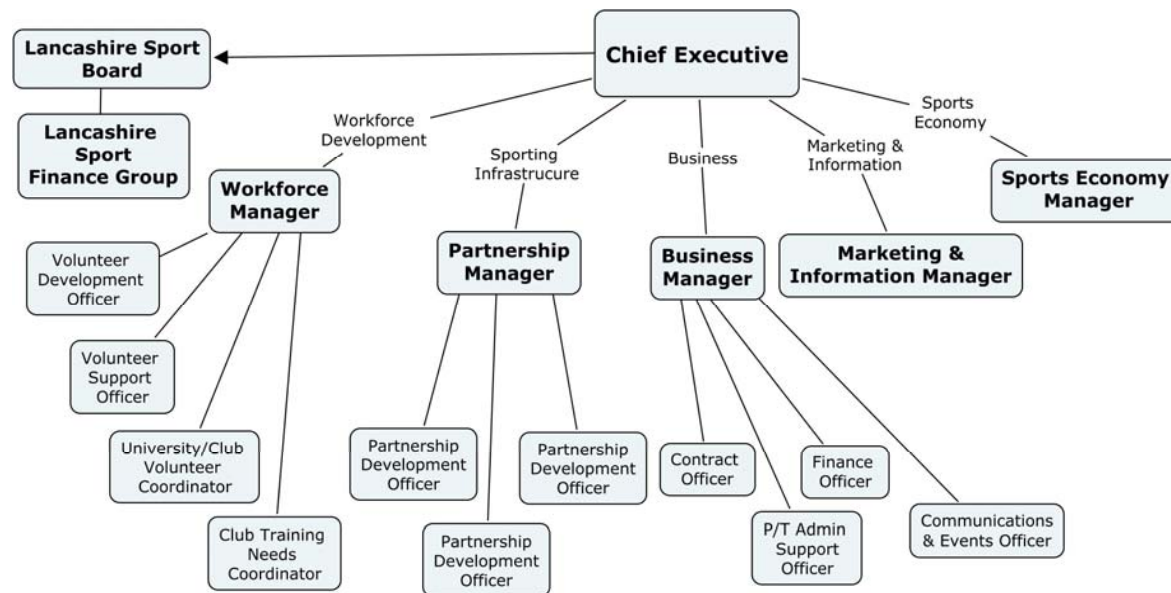 Lancashire Sport
Board
Chief Executive
Lancashire
Sport
Finance Group
Workforce
Development
Sporting
Infrastrucure
Business
Marketing &
Information
Sports
Economy
Workforce
Manager
Partnership
Manager
Business
Manager
Marketing &
Information Manager
Sports Economy
Manager
Volunteer
Development
Officer
Volunteer
Support
Officer
University/Club
Volunteer
Coordinator
Club Training
Needs
Coordinator
Partnership
Development
Officer
Partnership
Development
Officer
Partnership
Development
Officer
Contract
Officer
P/T Admin
Support
Officer
Finance
Officer
Communications
& Events Officer